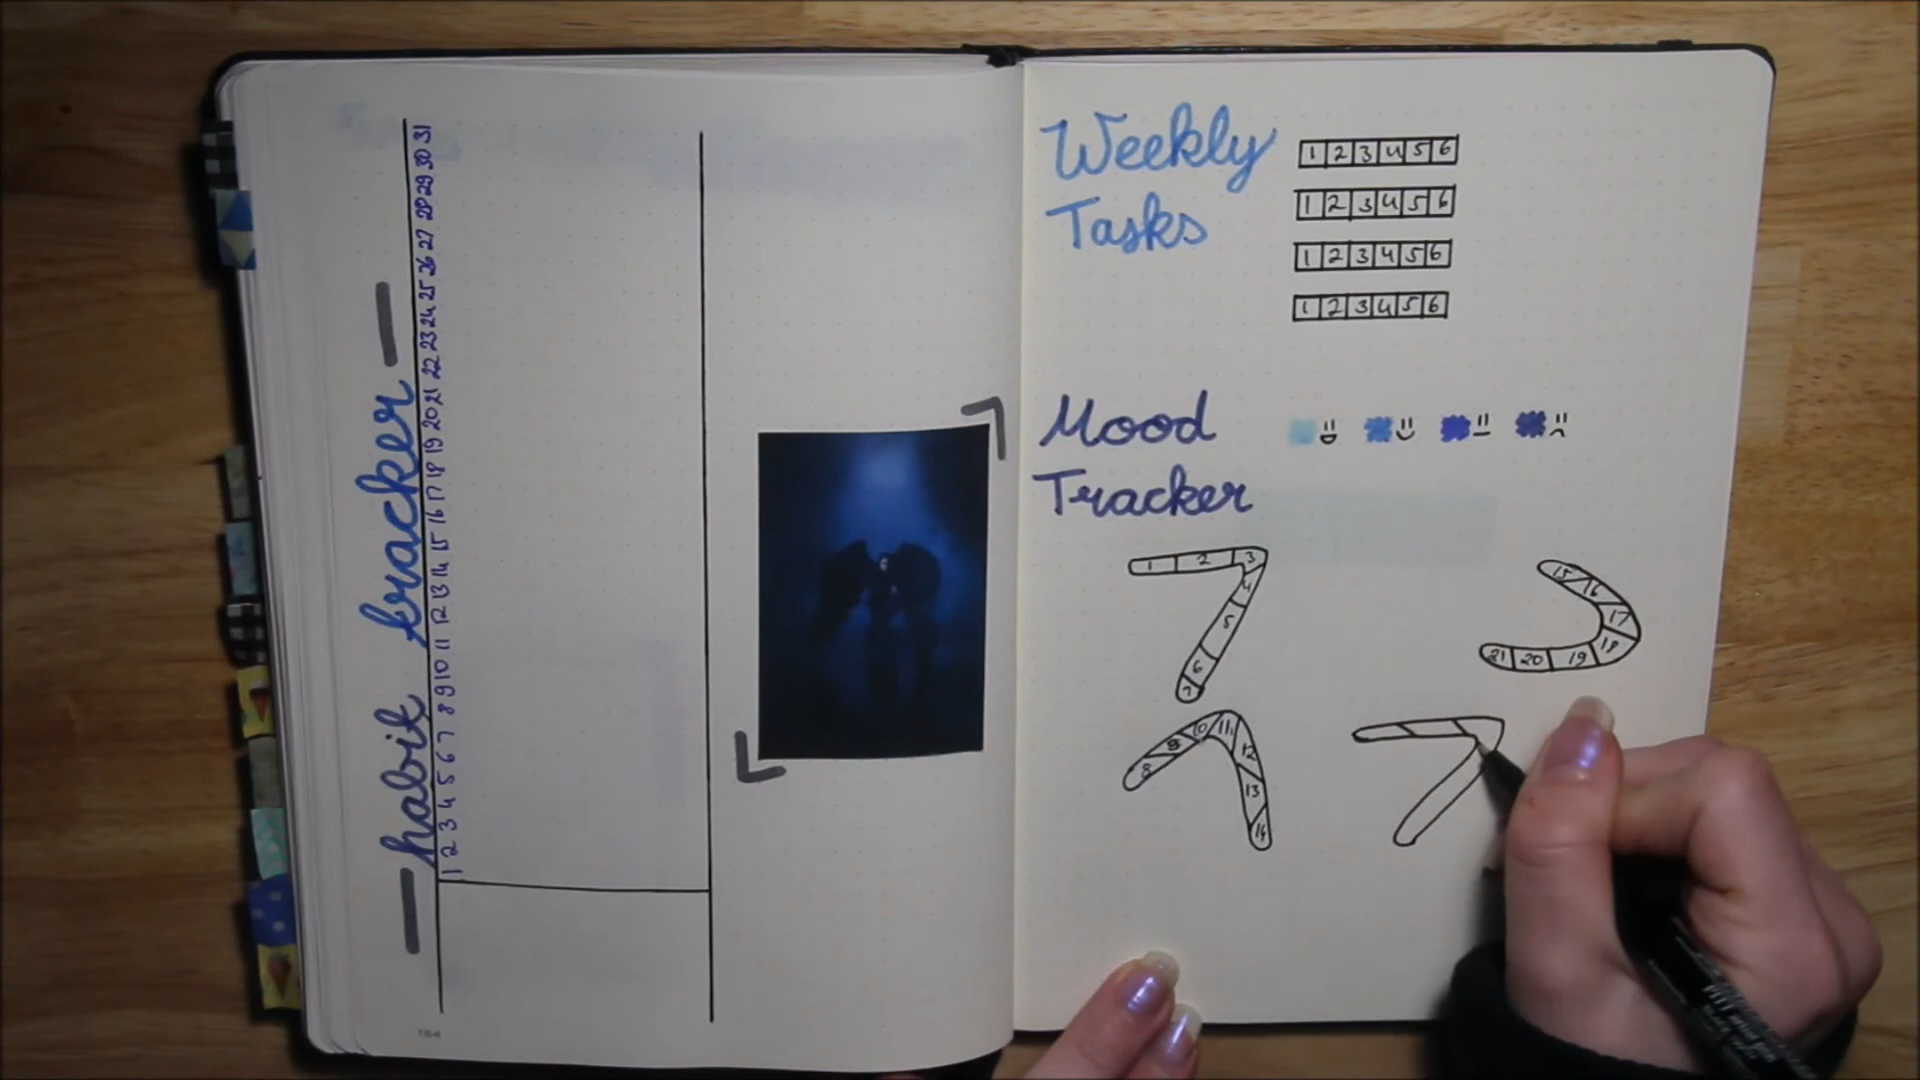 habit tracker
1 2 3 4 5 6 7 8 9 10 11 12 13 14 15 16 17 18 19 20 21 22 23 24 25 26 27 28 29 30 31
184
Weekly
Tasks
1 2 3 4 5 6
1 2 3 4 5 6
1 2 3 4 5 6
1 2 3 4 5 6
Mood
Tracker
1 2 3
4
5
6
7
8 9 10 11
12
13
14
15 16
17
18
21 20 19